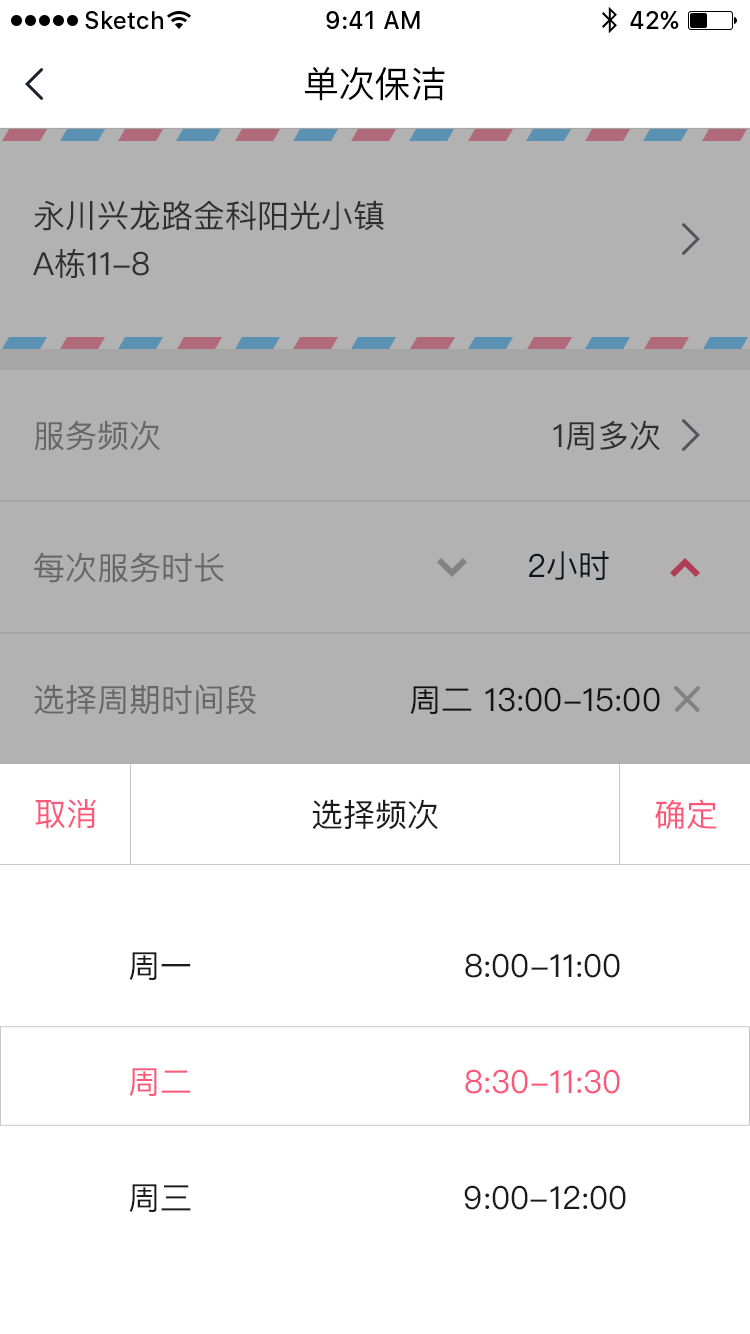 Sketch 9:41 AM 42%
单次保洁
永川兴龙路金科阳光小镇
A栋11–8
服务频次 1周多次
每次服务时长 2小时
选择周期时间段 周二 13:00–15:00
取消 选择频次 确定
周一 8:00–11:00
周二 8:30–11:30
周三 9:00–12:00